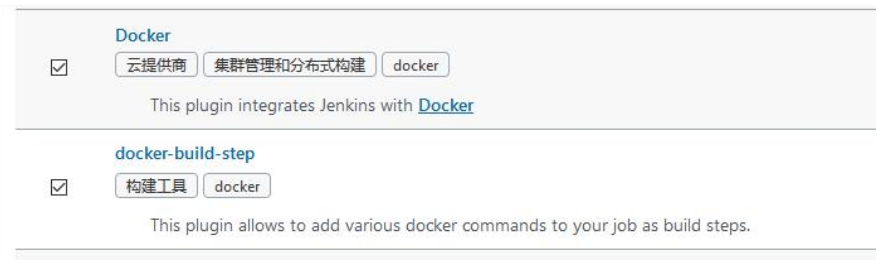 Docker
云提供商 集群管理和分布式构建 docker
This plugin integrates Jenkins with Docker
docker-build-step
构建工具 docker
This plugin allows to add various docker commands to your job as build steps.